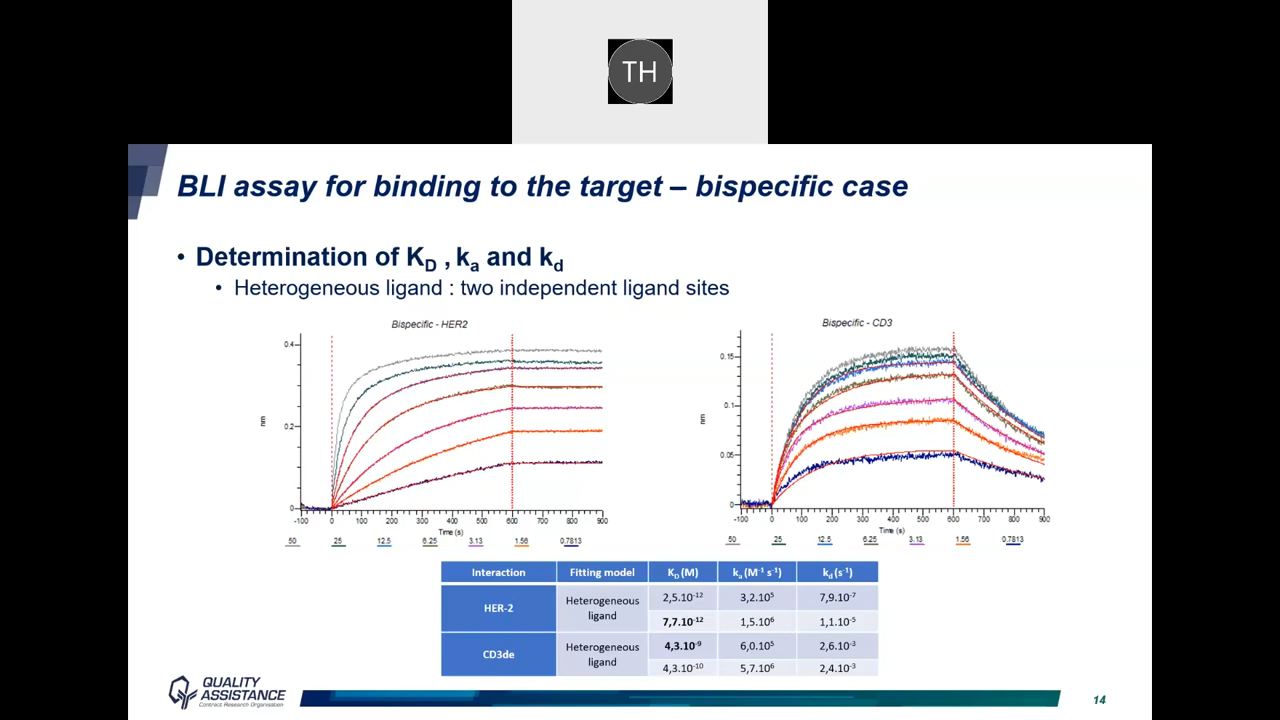 TH
BLI assay for binding to the target – bispecific case
• Determination of K_D , k_a and k_d
• Heterogeneous ligand : two independent ligand sites
Bispecific - HER2
0.4
0.2
0
nm
-100 0 100 200 300 400 500 600 700 800 900
Time (s)
50 25 12.5 6.25 3.13 1.56 0.7813
Bispecific - CD3
0.15
0.1
0.05
0
nm
-100 0 100 200 300 400 500 600 700 800 900
Time (s)
50 25 12.5 6.25 3.13 1.56 0.7813
Interaction Fitting model K_D (M) k_a (M⁻¹ s⁻¹) k_d (s⁻¹)
HER-2 Heterogeneous ligand 2,5.10⁻¹² 3,2.10⁵ 7,9.10⁻⁷
7,7.10⁻¹² 1,5.10⁶ 1,1.10⁻⁵
CD3de Heterogeneous ligand 4,3.10⁻⁹ 6,0.10⁵ 2,6.10⁻³
4,3.10⁻¹⁰ 5,7.10⁶ 2,4.10⁻³
QUALITY
ASSISTANCE
Contract Research Organisation
14